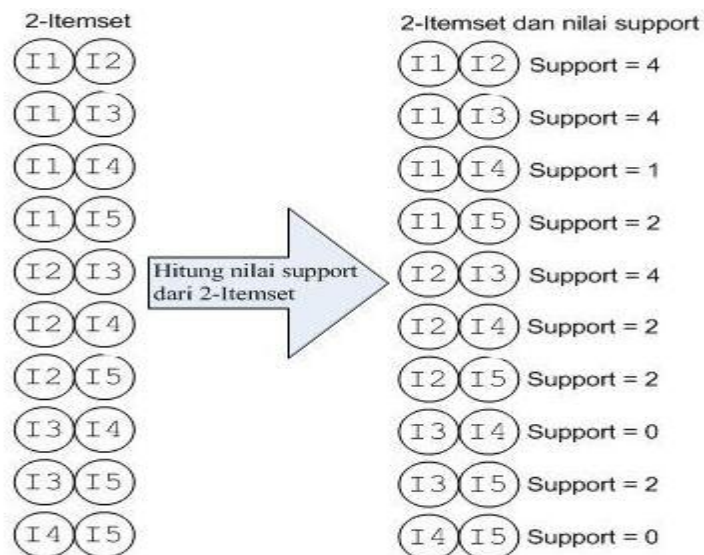 2-Itemset
I1 I2
I1 I3
I1 I4
I1 I5
I2 I3
I2 I4
I2 I5
I3 I4
I3 I5
I4 I5
Hitung nilai support
dari 2-Itemset
2-Itemset dan nilai support
I1 I2 Support = 4
I1 I3 Support = 4
I1 I4 Support = 1
I1 I5 Support = 2
I2 I3 Support = 4
I2 I4 Support = 2
I2 I5 Support = 2
I3 I4 Support = 0
I3 I5 Support = 2
I4 I5 Support = 0